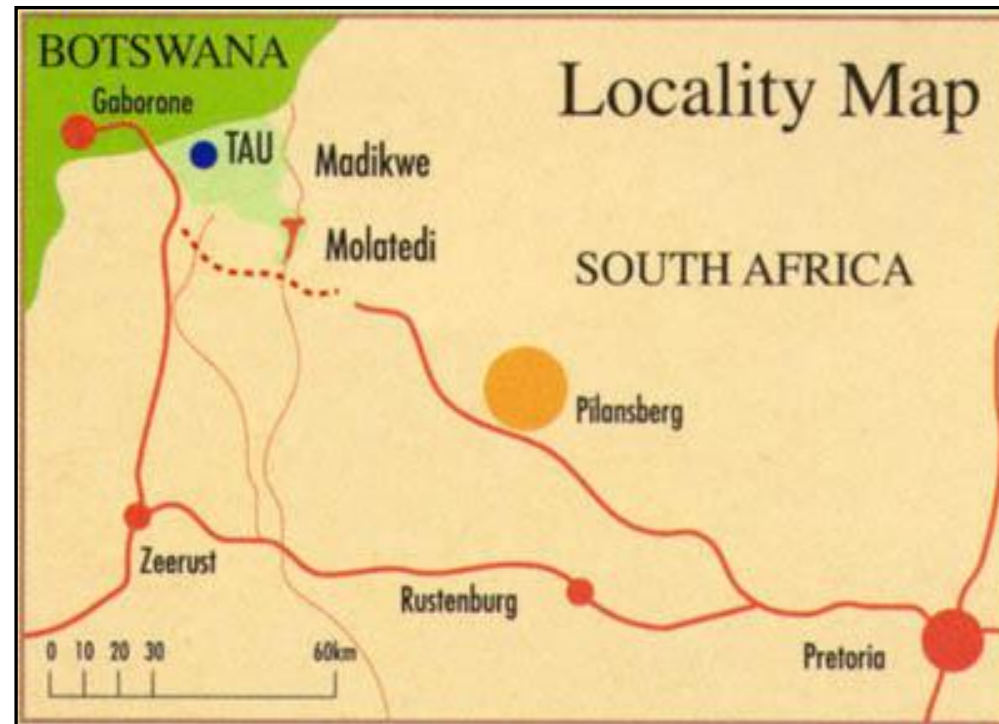 BOTSWANA
Gaborone
Locality Map
TAU
Madikwe
Molatedi
SOUTH AFRICA
Pilansberg
Zeerust
Rustenburg
Pretoria
0 10 20 30 60km